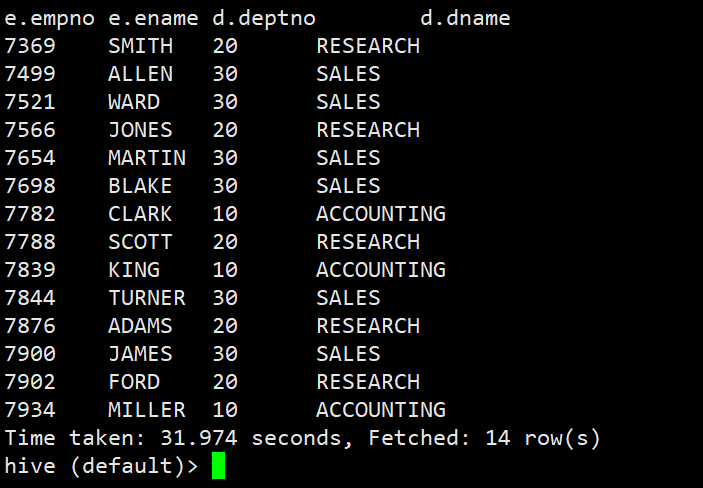 e.empno e.ename d.deptno d.dname
7369 SMITH 20 RESEARCH
7499 ALLEN 30 SALES
7521 WARD 30 SALES
7566 JONES 20 RESEARCH
7654 MARTIN 30 SALES
7698 BLAKE 30 SALES
7782 CLARK 10 ACCOUNTING
7788 SCOTT 20 RESEARCH
7839 KING 10 ACCOUNTING
7844 TURNER 30 SALES
7876 ADAMS 20 RESEARCH
7900 JAMES 30 SALES
7902 FORD 20 RESEARCH
7934 MILLER 10 ACCOUNTING
Time taken: 31.974 seconds, Fetched: 14 row(s)
hive (default)>